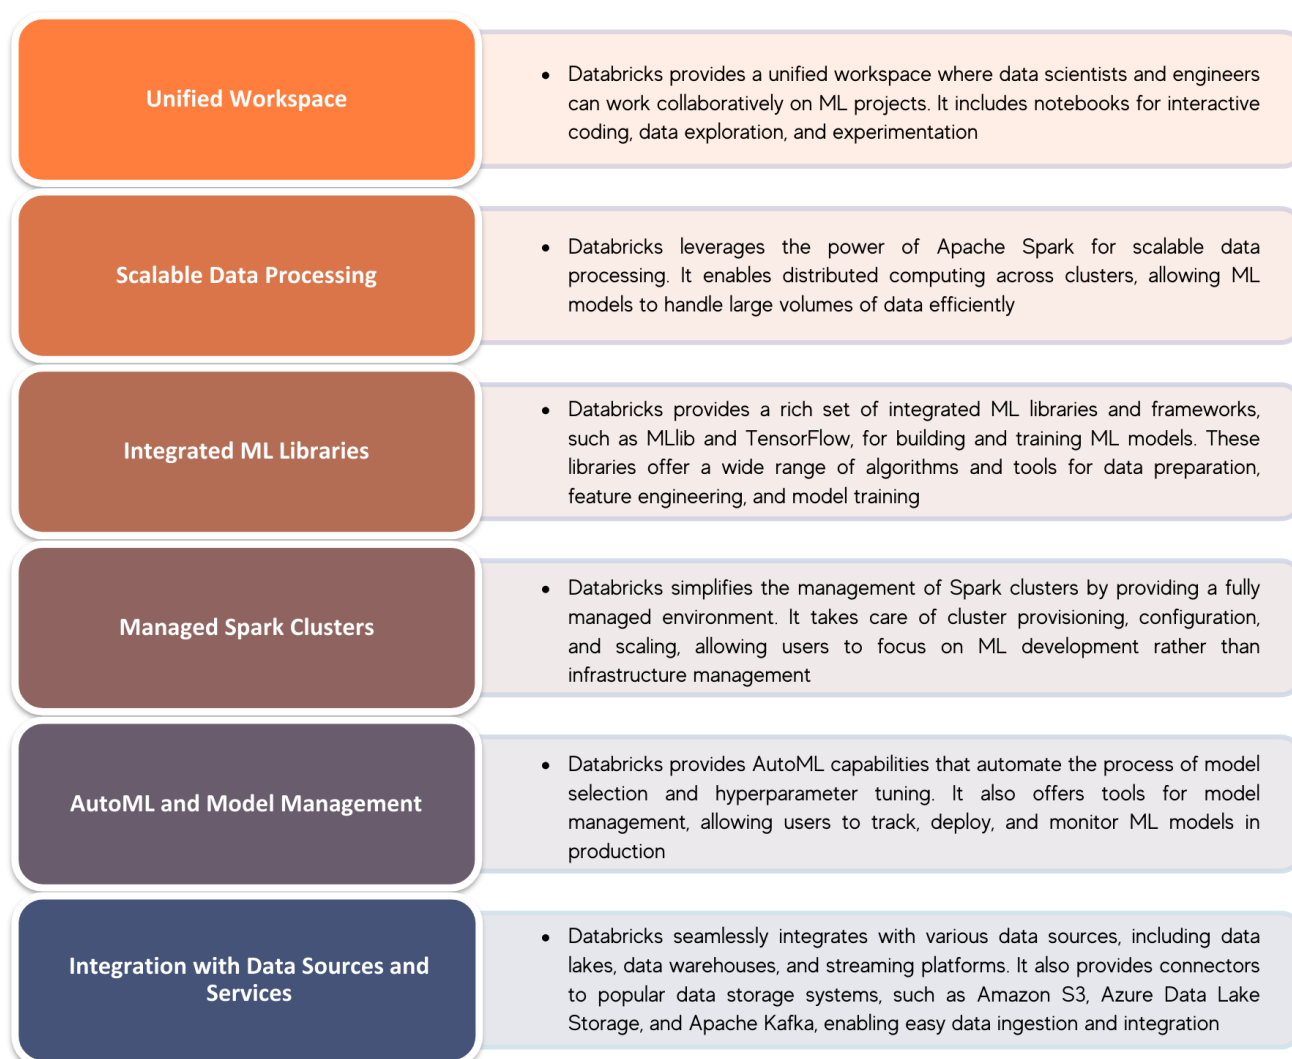 Unified Workspace
• Databricks provides a unified workspace where data scientists and engineers
can work collaboratively on ML projects. It includes notebooks for interactive
coding, data exploration, and experimentation
Scalable Data Processing
• Databricks leverages the power of Apache Spark for scalable data
processing. It enables distributed computing across clusters, allowing ML
models to handle large volumes of data efficiently
Integrated ML Libraries
• Databricks provides a rich set of integrated ML libraries and frameworks,
such as MLlib and TensorFlow, for building and training ML models. These
libraries offer a wide range of algorithms and tools for data preparation,
feature engineering, and model training
Managed Spark Clusters
• Databricks simplifies the management of Spark clusters by providing a fully
managed environment. It takes care of cluster provisioning, configuration,
and scaling, allowing users to focus on ML development rather than
infrastructure management
AutoML and Model Management
• Databricks provides AutoML capabilities that automate the process of model
selection and hyperparameter tuning. It also offers tools for model
management, allowing users to track, deploy, and monitor ML models in
production
Integration with Data Sources and
Services
• Databricks seamlessly integrates with various data sources, including data
lakes, data warehouses, and streaming platforms. It also provides connectors
to popular data storage systems, such as Amazon S3, Azure Data Lake
Storage, and Apache Kafka, enabling easy data ingestion and integration